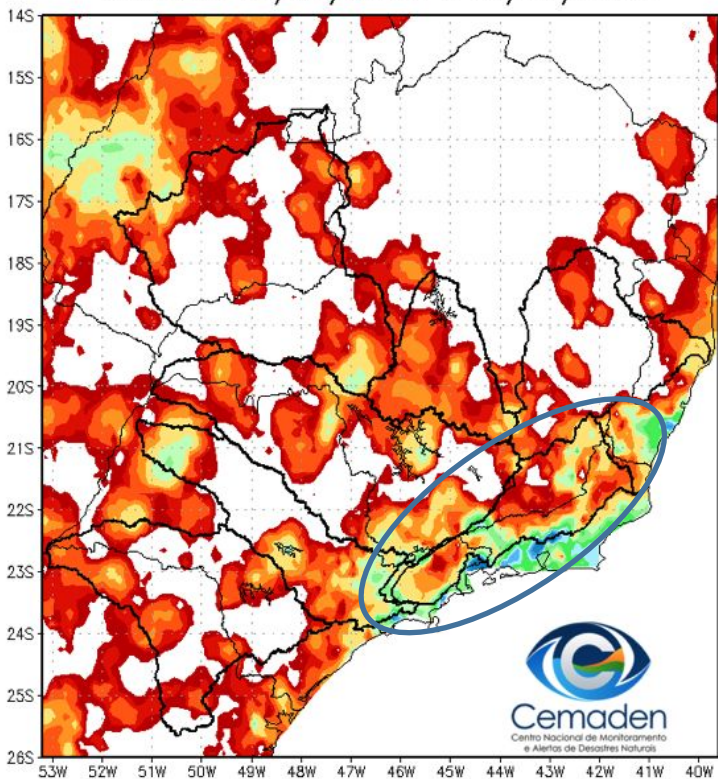 14S
15S
16S
17S
18S
19S
20S
21S
22S
23S
24S
25S
26S
53W 52W 51W 50W 49W 48W 47W 46W 45W 44W 43W 42W 41W 40W
Cemaden
Centro Nacional de Monitoramento
e Alertas de Desastres Naturais